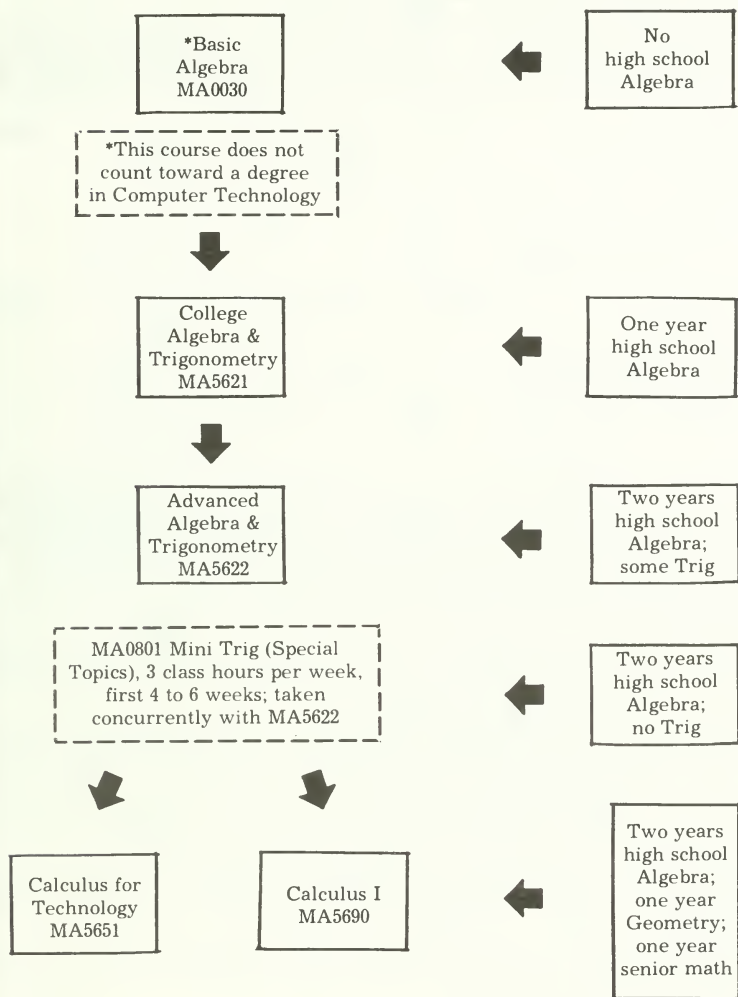 *Basic
Algebra
MA0030
No
high school
Algebra
*This course does not
count toward a degree
in Computer Technology
College
Algebra &
Trigonometry
MA5621
One year
high school
Algebra
Advanced
Algebra &
Trigonometry
MA5622
Two years
high school
Algebra;
some Trig
MA0801 Mini Trig (Special
Topics), 3 class hours per week,
first 4 to 6 weeks; taken
concurrently with MA5622
Two years
high school
Algebra;
no Trig
Calculus for
Technology
MA5651
Calculus I
MA5690
Two years
high school
Algebra;
one year
Geometry;
one year
senior math